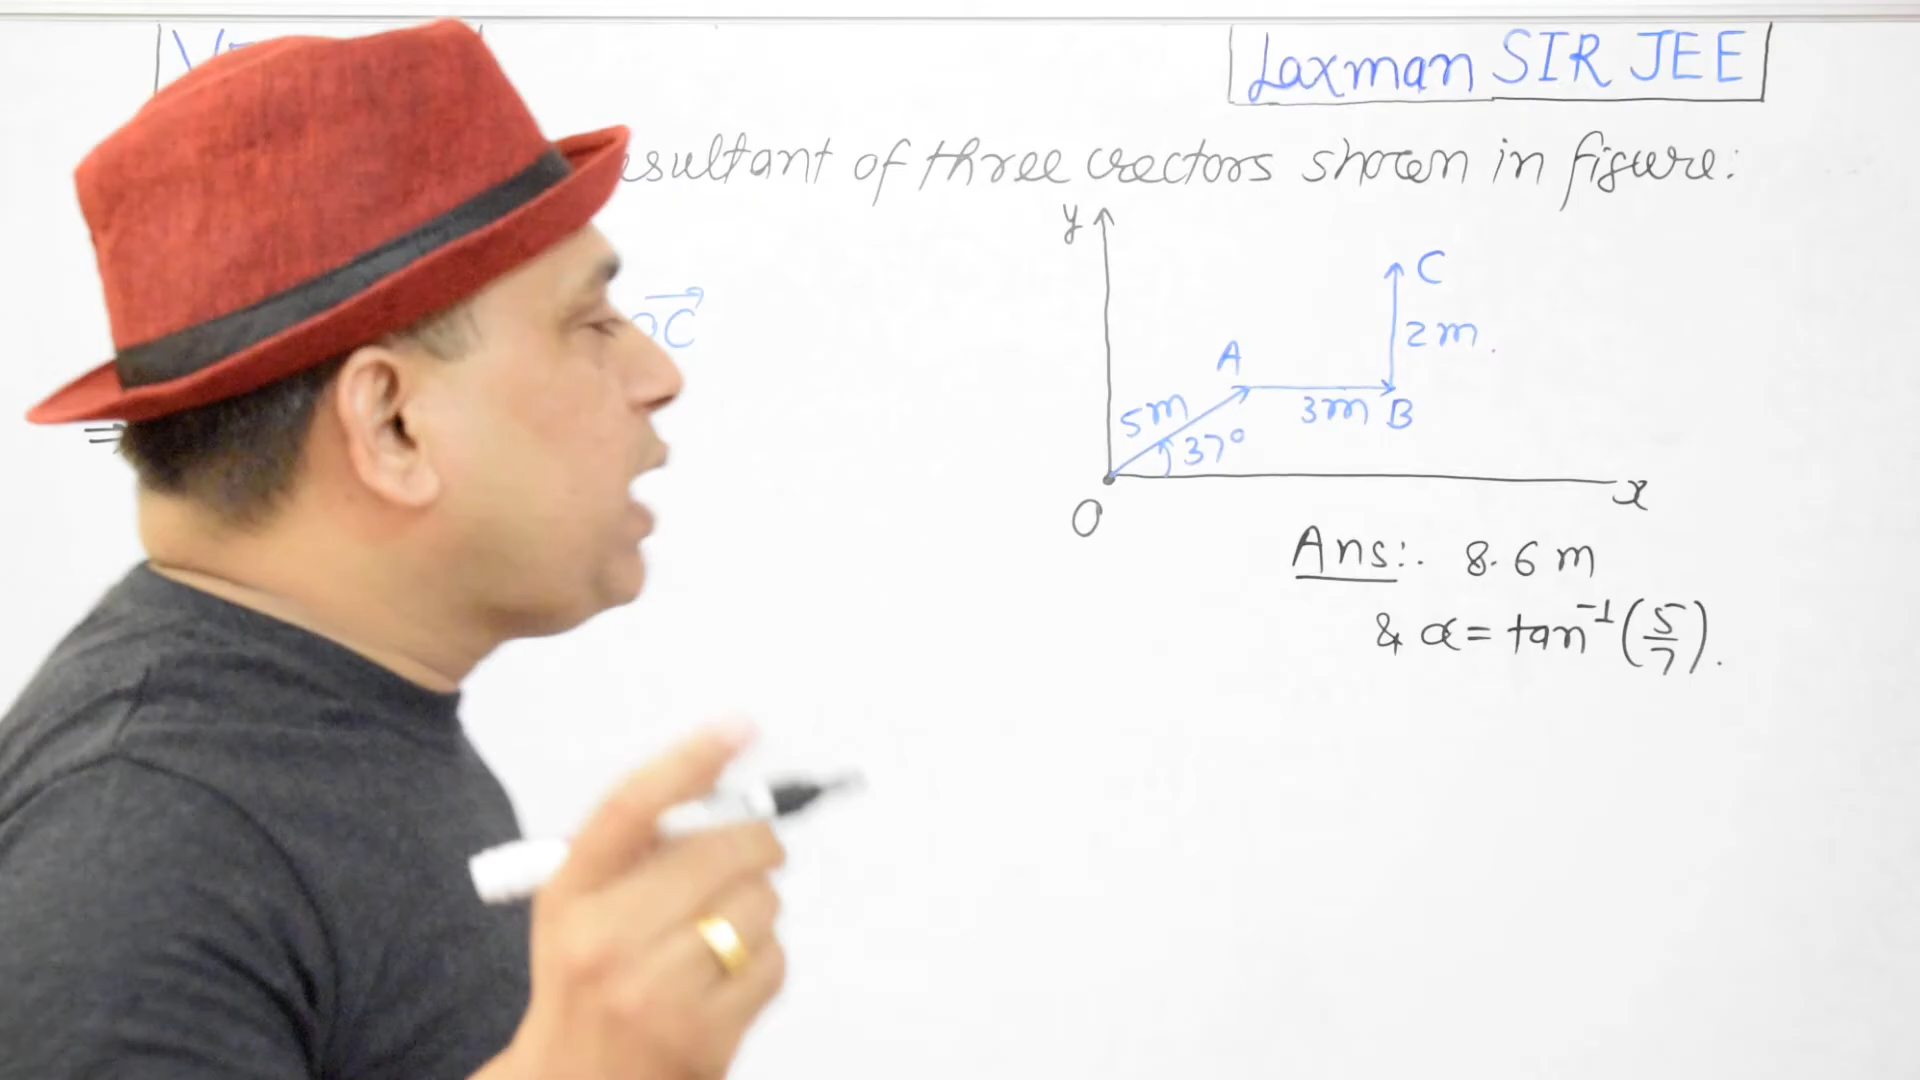 Laxman SIR JEE
of three vectors shown in figure:
y
C
2m.
A
5m
3m B
37°
x
O
Ans:. 8.6 m
& α = tan⁻¹(5/7).